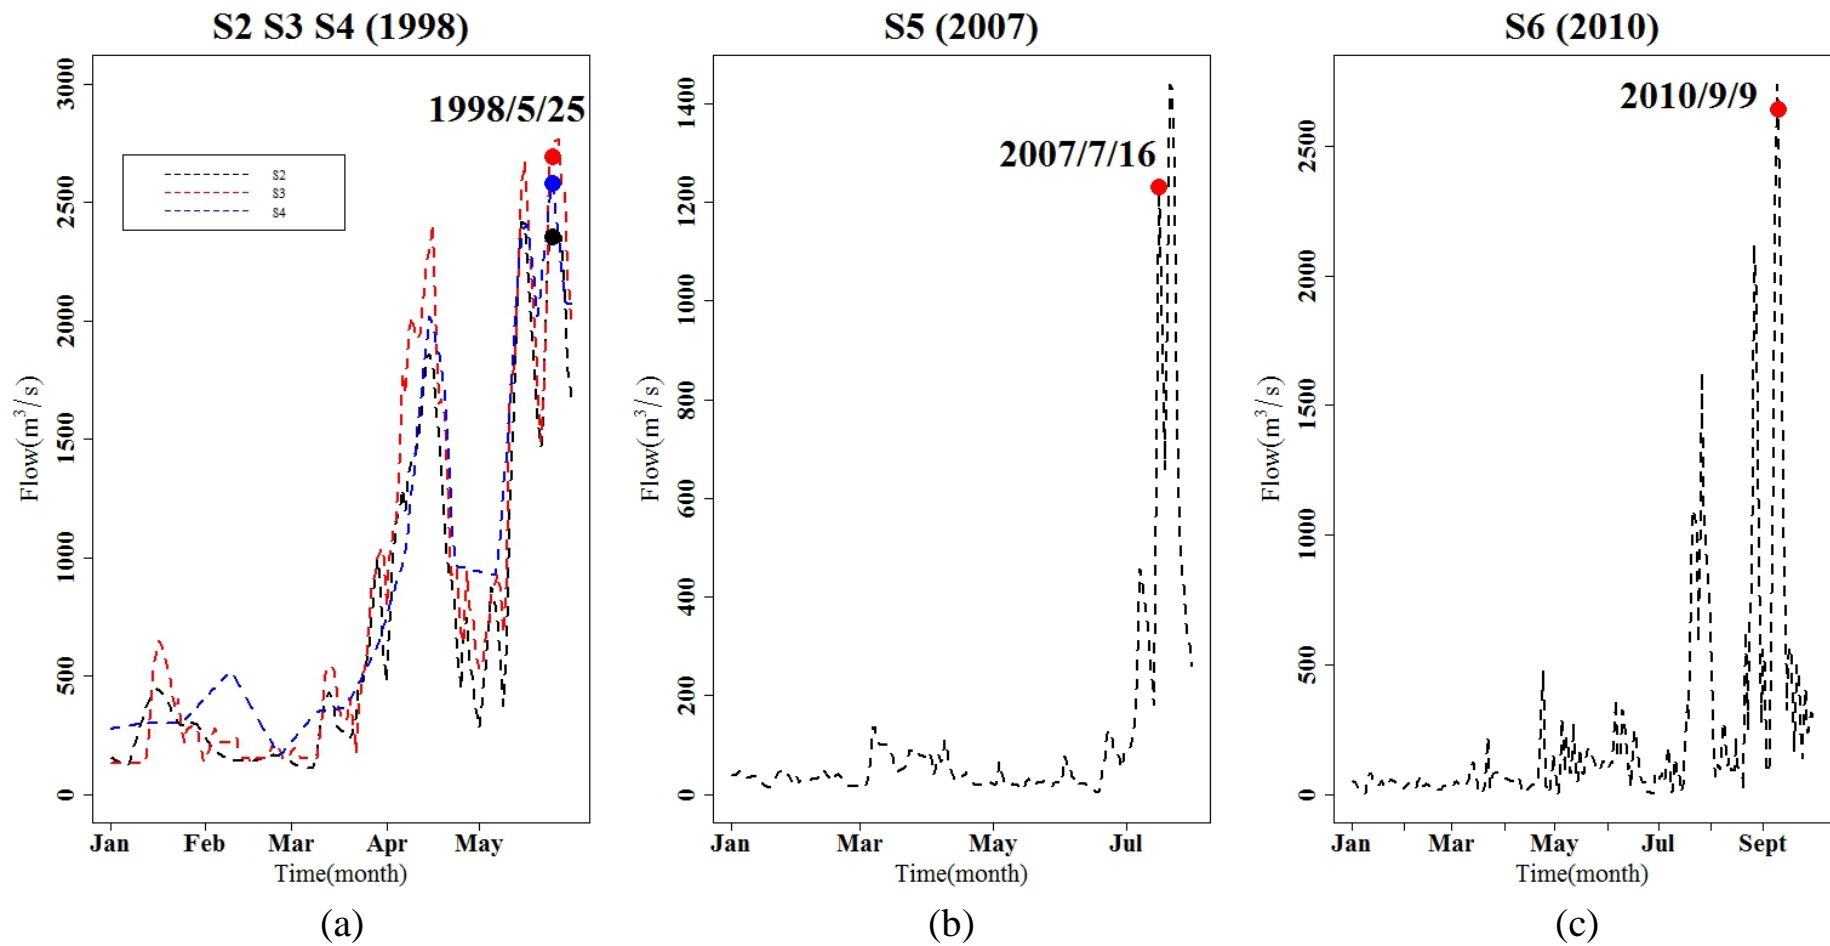 S2 S3 S4 (1998)
3000
2500
2000
1500
1000
500
0
Flow(m³/s)
1998/5/25
S2
S3
S4
Jan Feb Mar Apr May
Time(month)
(a)
S5 (2007)
1400
1200
1000
800
600
400
200
0
Flow(m³/s)
2007/7/16
Jan Mar May Jul
Time(month)
(b)
S6 (2010)
2500
2000
1500
1000
500
0
Flow(m³/s)
2010/9/9
Jan Mar May Jul Sept
Time(month)
(c)